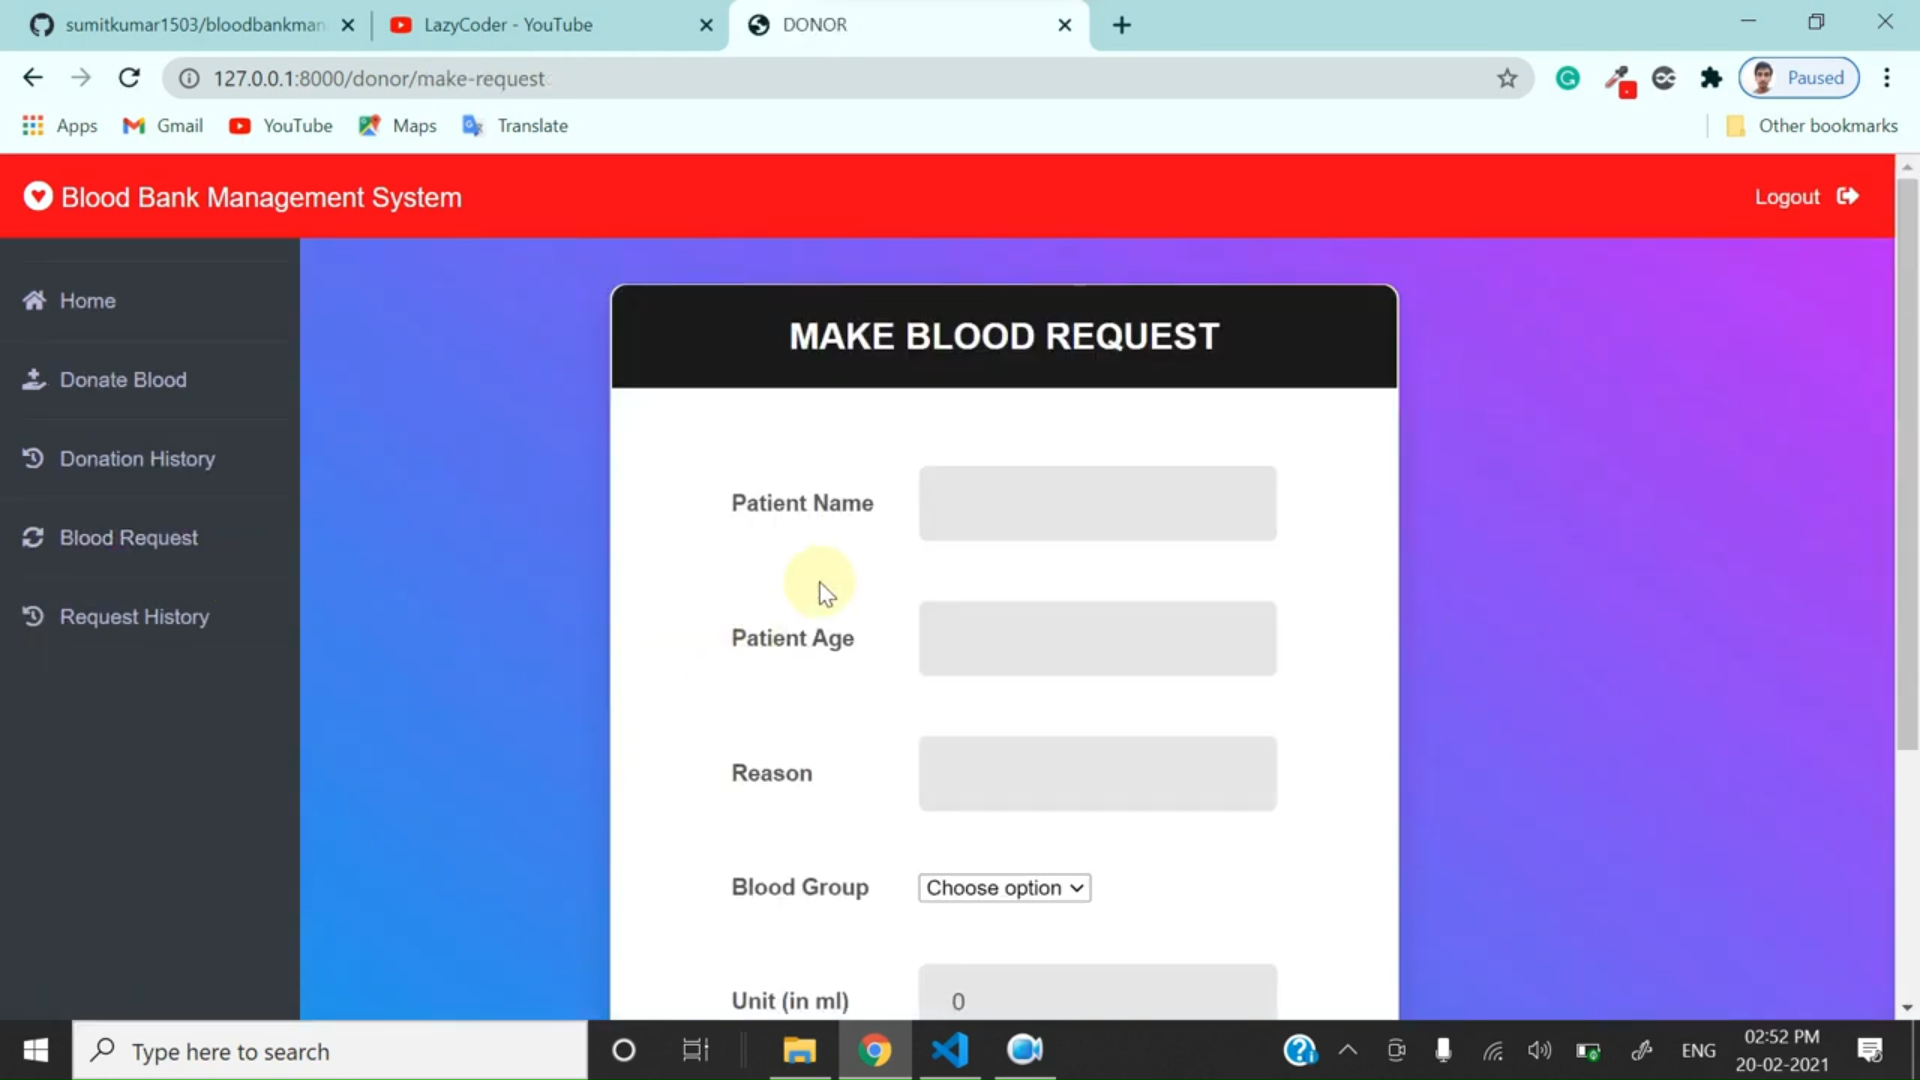 sumitkumar1503/bloodbankman
LazyCoder - YouTube
DONOR
127.0.0.1:8000/donor/make-request
Paused
Apps
Gmail
YouTube
Maps
Translate
Other bookmarks
Blood Bank Management System
Logout
Home
Donate Blood
Donation History
Blood Request
Request History
MAKE BLOOD REQUEST
Patient Name
Patient Age
Reason
Blood Group
Choose option
Unit (in ml)
0
Type here to search
ENG
02:52 PM
20-02-2021